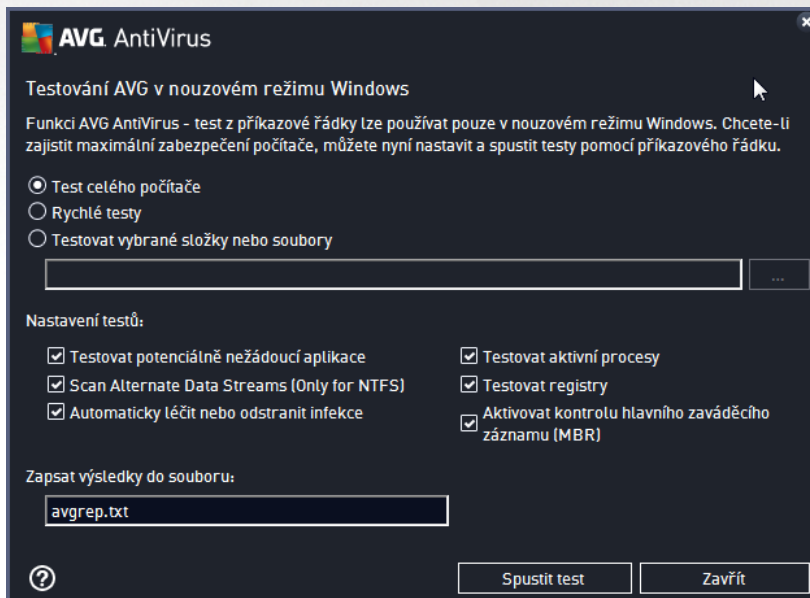 AVG. AntiVirus
Testování AVG v nouzovém režimu Windows
Funkci AVG AntiVirus - test z příkazové řádky lze používat pouze v nouzovém režimu Windows. Chcete-li
zajistit maximální zabezpečení počítače, můžete nyní nastavit a spustit testy pomocí příkazového řádku.
Test celého počítače
Rychlé testy
Testovat vybrané složky nebo soubory
...
Nastavení testů:
Testovat potenciálně nežádoucí aplikace
Testovat aktivní procesy
Scan Alternate Data Streams (Only for NTFS)
Testovat registry
Automaticky léčit nebo odstranit infekce
Aktivovat kontrolu hlavního zaváděcího
záznamu (MBR)
Zapsat výsledky do souboru:
avgrep.txt
Spustit test
Zavřít